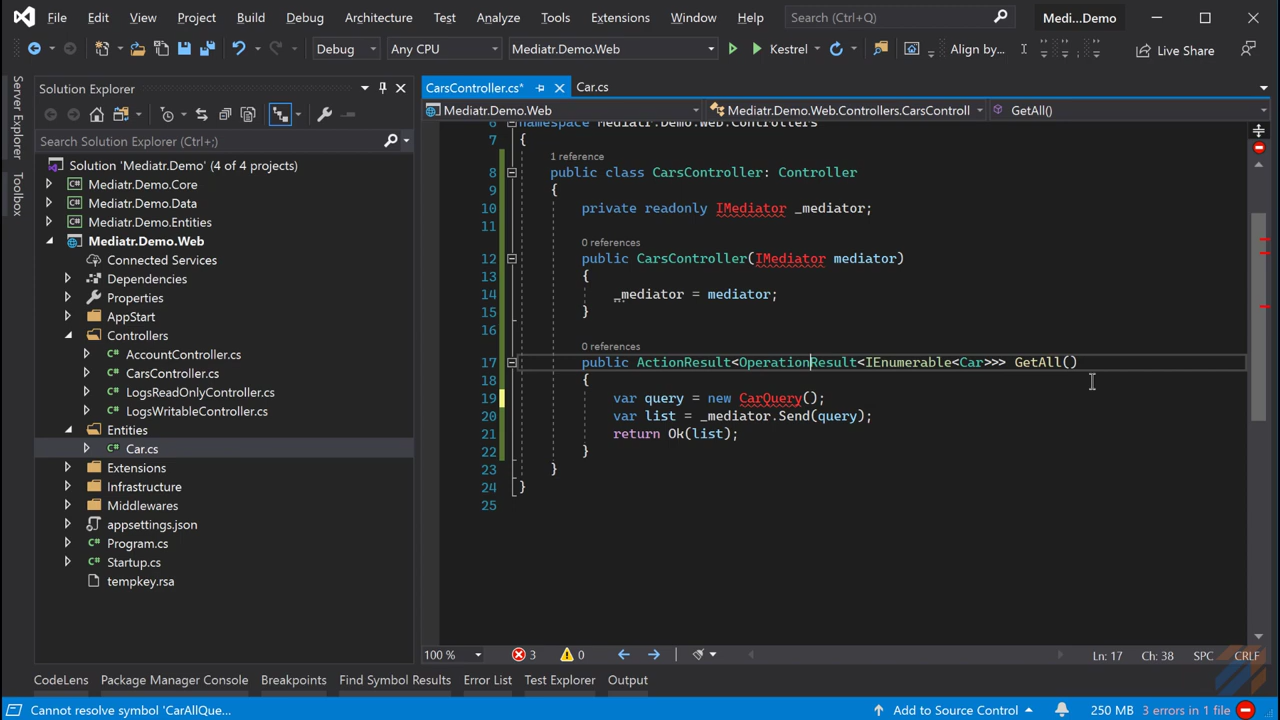 File Edit View Project Build Debug Architecture Test Analyze Tools Extensions Window Help Search (Ctrl+Q) Medi...Demo
Debug Any CPU Mediatr.Demo.Web Kestrel Align by... Live Share
Server Explorer
Toolbox
Solution Explorer
Search Solution Explorer (Ctrl+;)
Solution 'Mediatr.Demo' (4 of 4 projects)
Mediatr.Demo.Core
Mediatr.Demo.Data
Mediatr.Demo.Entities
Mediatr.Demo.Web
Connected Services
Dependencies
Properties
AppStart
Controllers
C# AccountController.cs
C# CarsController.cs
C# LogsReadOnlyController.cs
C# LogsWritableController.cs
Entities
C# Car.cs
Extensions
Infrastructure
Middlewares
appsettings.json
C# Program.cs
C# Startup.cs
tempkey.rsa
CarsController.cs* Car.cs
Mediatr.Demo.Web Mediatr.Demo.Web.Controllers.CarsControll GetAll()
6 namespace Mediatr.Demo.Web.Controllers
7 {
1 reference
8 public class CarsController: Controller
9 {
10 private readonly IMediator _mediator;
11
0 references
12 public CarsController(IMediator mediator)
13 {
14 _mediator = mediator;
15 }
16
0 references
17 public ActionResult<OperationResult<IEnumerable<Car>>> GetAll()
18 {
19 var query = new CarQuery();
20 var list = _mediator.Send(query);
21 return Ok(list);
22 }
23 }
24 }
25
100 % 3 0 Ln: 17 Ch: 38 SPC CRLF
CodeLens Package Manager Console Breakpoints Find Symbol Results Error List Test Explorer Output
Cannot resolve symbol 'CarAllQue... Add to Source Control 250 MB 3 errors in 1 file